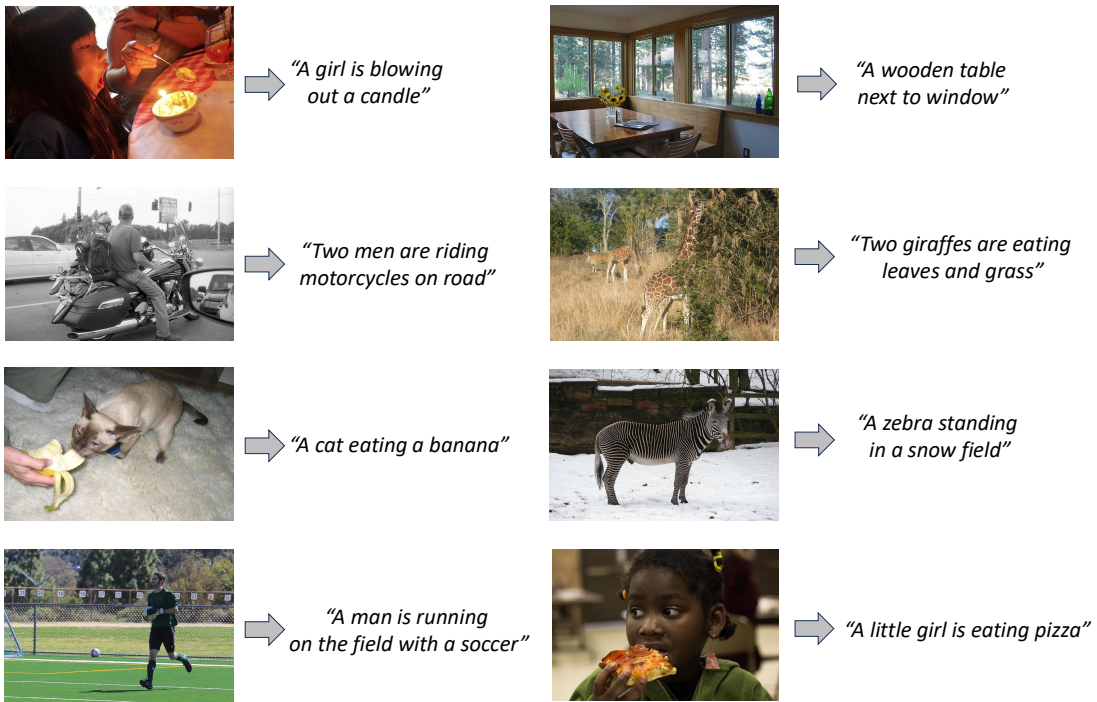 “A girl is blowing
out a candle”
“A wooden table
next to window”
“Two men are riding
motorcycles on road”
“Two giraffes are eating
leaves and grass”
“A cat eating a banana”
“A zebra standing
in a snow field”
“A man is running
on the field with a soccer”
“A little girl is eating pizza”